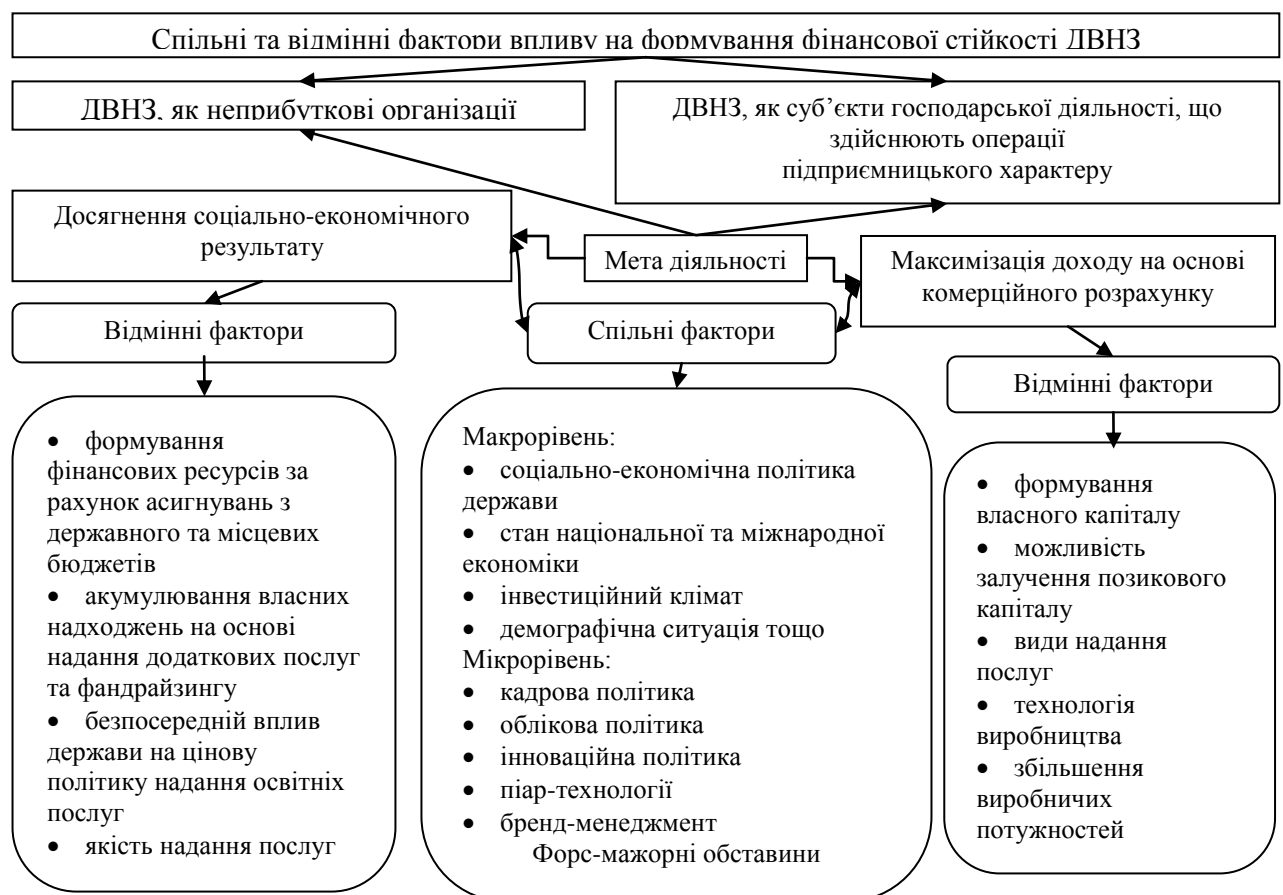 Спільні та відмінні фактори впливу на формування фінансової стійкості ДВНЗ
ДВНЗ, як неприбуткові організації
ДВНЗ, як суб’єкти господарської діяльності, що
здійснюють операції
підприємницького характеру
Досягнення соціально-економічного
результату
Мета діяльності
Максимізація доходу на основі
комерційного розрахунку
Відмінні фактори
Спільні фактори
Відмінні фактори
• формування
фінансових ресурсів за
рахунок асигнувань з
державного та місцевих
бюджетів
• акумулювання власних
надходжень на основі
надання додаткових послуг
та фандрайзингу
• безпосередній вплив
держави на цінову
політику надання освітніх
послуг
• якість надання послуг
Макрорівень:
• соціально-економічна політика
держави
• стан національної та міжнародної
економіки
• інвестиційний клімат
• демографічна ситуація тощо
Мікрорівень:
• кадрова політика
• облікова політика
• інноваційна політика
• піар-технології
• бренд-менеджмент
Форс-мажорні обставини
• формування
власного капіталу
• можливість
залучення позикового
капіталу
• види надання
послуг
• технологія
виробництва
• збільшення
виробничих
потужностей